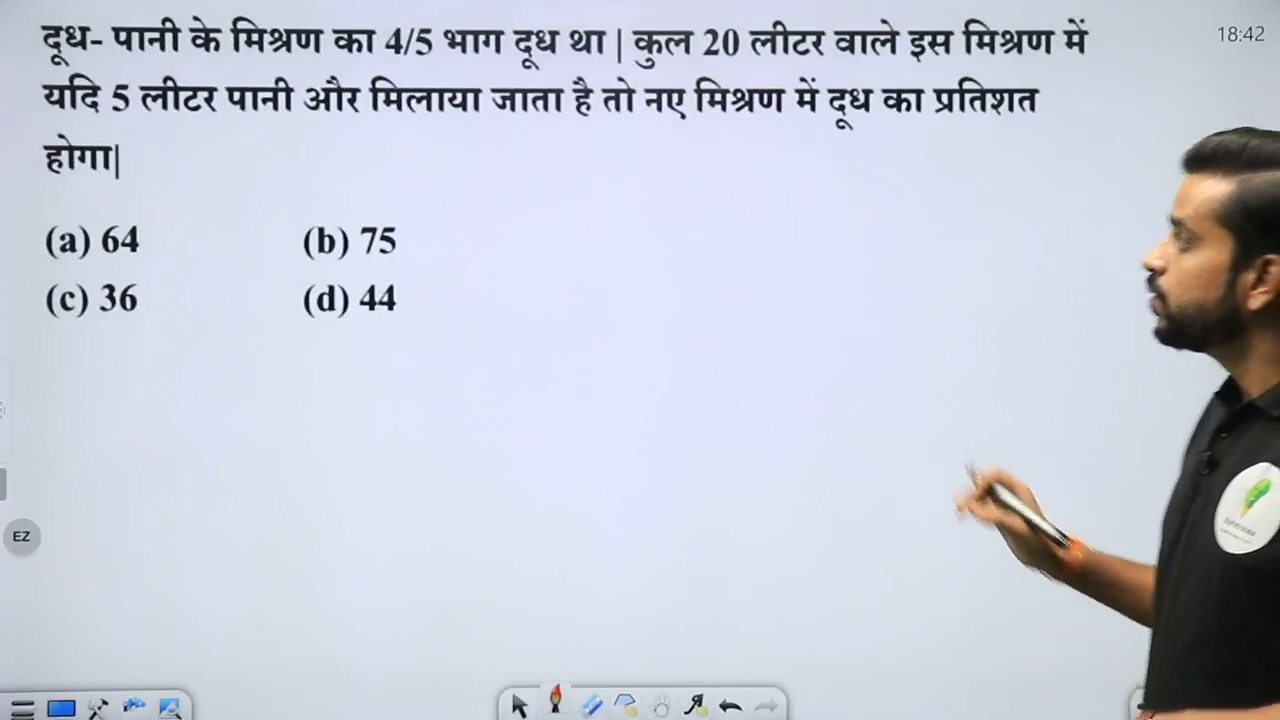 दूध- पानी के मिश्रण का 4/5 भाग दूध था | कुल 20 लीटर वाले इस मिश्रण में
18:42
यदि 5 लीटर पानी और मिलाया जाता है तो नए मिश्रण में दूध का प्रतिशत
होगा|
(a) 64 (b) 75
(c) 36 (d) 44
EZ